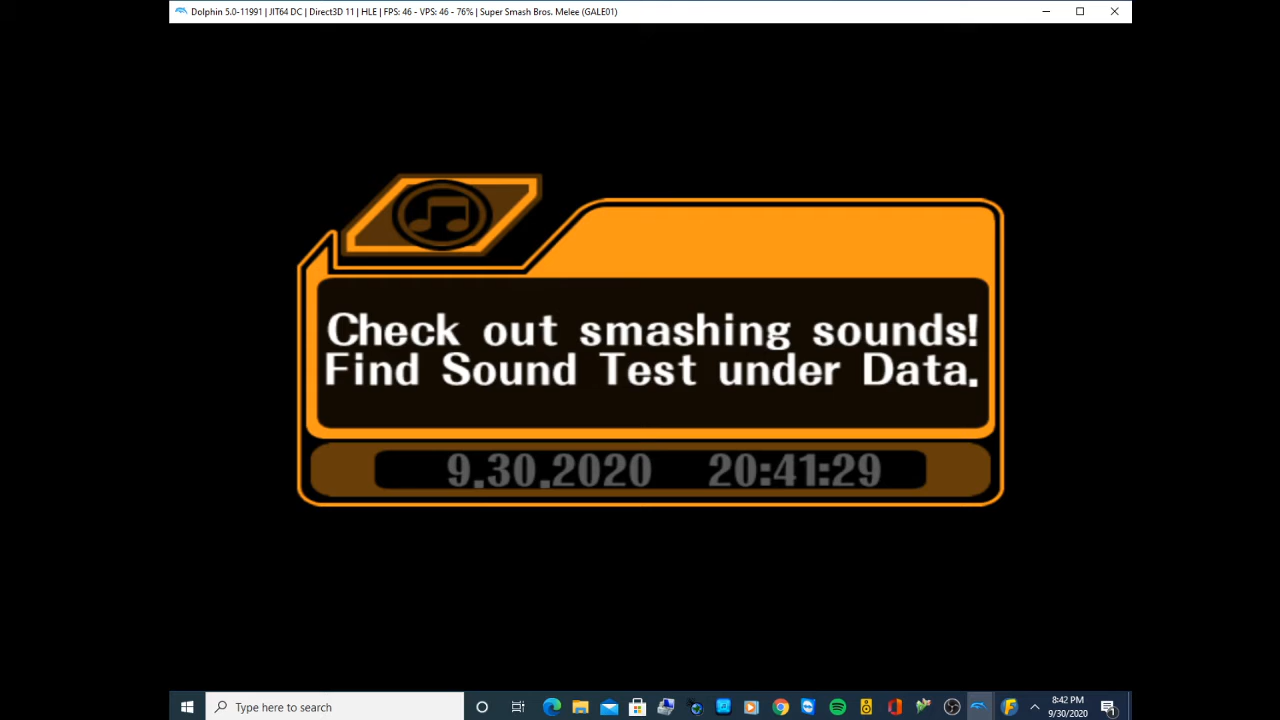 Dolphin 5.0-11991 | JIT64 DC | Direct3D 11 | HLE | FPS: 46 - VPS: 46 - 76% | Super Smash Bros. Melee (GALE01)
Check out smashing sounds!
Find Sound Test under Data.
9.30.2020 20:41:29
Type here to search
8:42 PM
9/30/2020
1